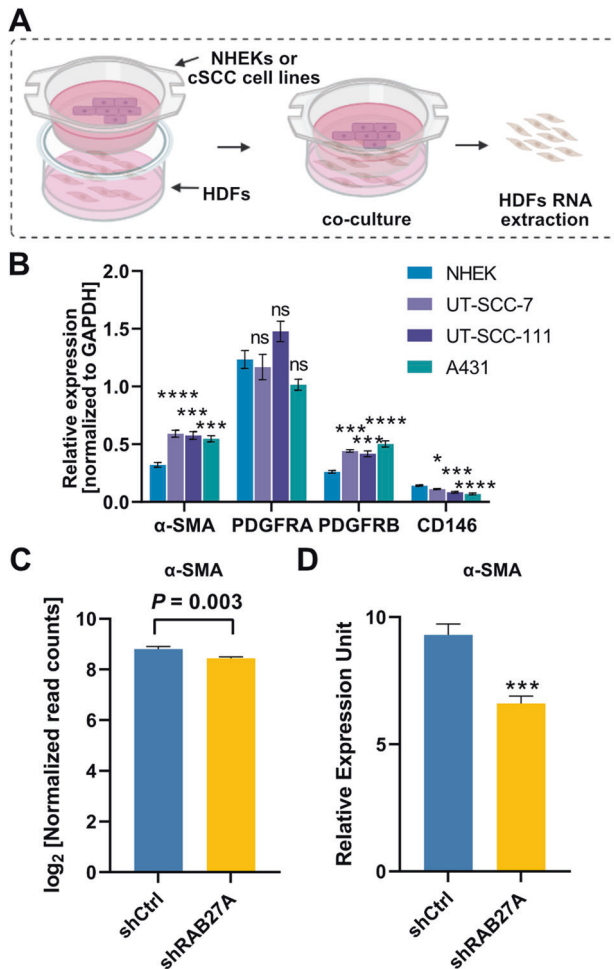 A
NHEKs or
cSCC cell lines
HDFs
co-culture
HDFs RNA
extraction
B
Relative expression
[normalized to GAPDH]
2.0
1.5
1.0
0.5
0.0
NHEK
UT-SCC-7
UT-SCC-111
A431
****
***
***
ns
ns
ns
***
***
****
*
***
****
α-SMA PDGFRA PDGFRB CD146
C
α-SMA
P = 0.003
log2 [Normalized read counts]
10
8
6
4
2
0
shCtrl
shRAB27A
D
α-SMA
Relative Expression Unit
10
5
0
***
shCtrl
shRAB27A